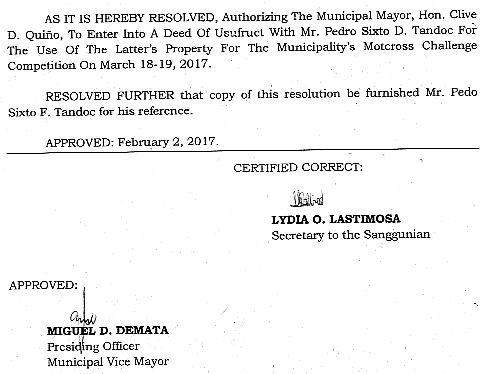 AS IT IS HEREBY RESOLVED, Authorizing The Municipal Mayor, Hon. Clive
D. Quiño, To Enter Into A Deed Of Usufruct With Mr. Pedro Sixto D. Tandoc For
The Use Of The Latter's Property For The Municipality's Motcross Challenge
Competition On March 18-19, 2017.
RESOLVED FURTHER that copy of this resolution be furnished Mr. Pedo
Sixto F. Tandoc for his reference.
APPROVED: February 2, 2017.
CERTIFIED CORRECT:
LYDIA O. LASTIMOSA
Secretary to the Sanggunian
APPROVED:
MIGUEL D. DEMATA
Presiding Officer
Municipal Vice Mayor